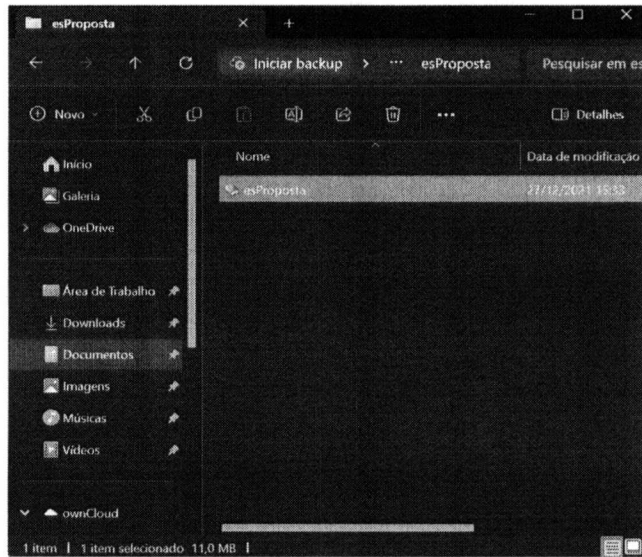 esProposta
Iniciar backup > ... esProposta Pesquisar em es
Novo ... Detalhes
Nome Data de modificação
Início
Galeria
OneDrive
esProposta 27/12/2021 15:33
Área de Trabalho
Downloads
Documentos
Imagens
Músicas
Vídeos
ownCloud
1 item | 1 item selecionado 11,0 MB |